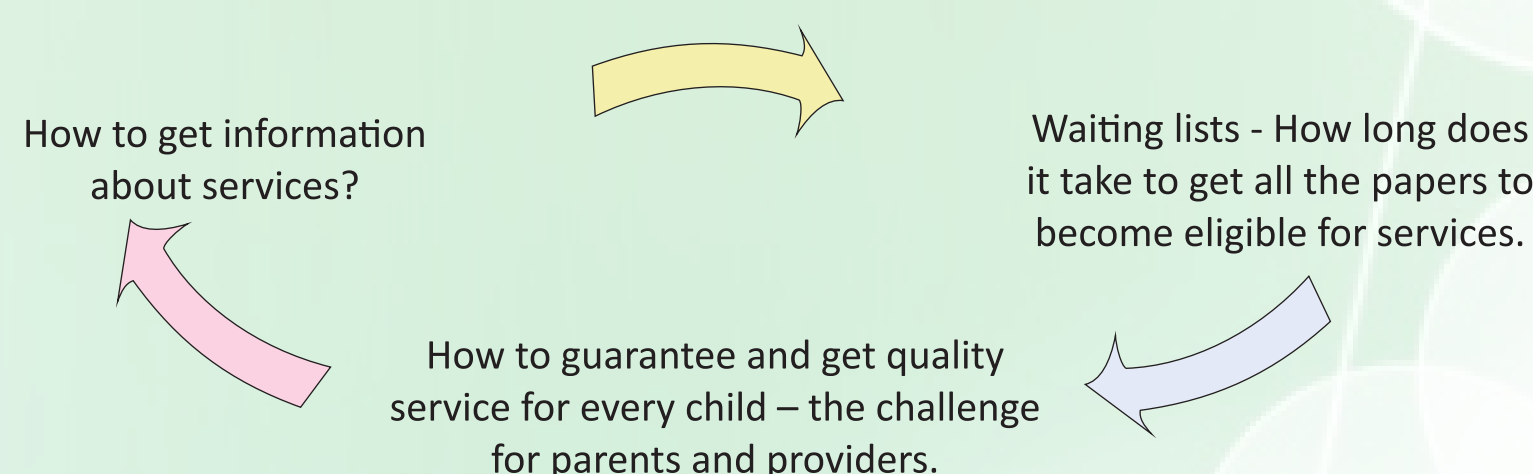 How to get information
about services?
Waiting lists - How long does
it take to get all the papers to
become eligible for services.
How to guarantee and get quality
service for every child – the challenge
for parents and providers.